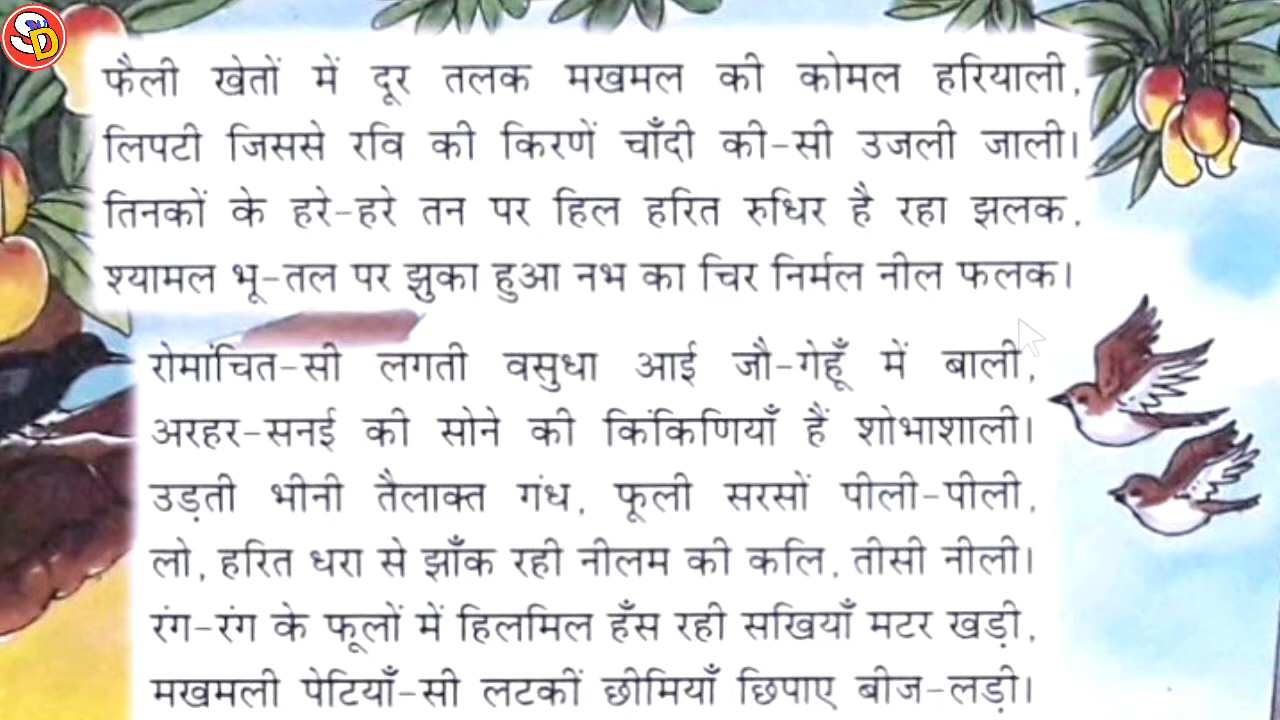 SD
फैली खेतों में दूर तलक मखमल की कोमल हरियाली,
लिपटी जिससे रवि की किरणें चाँदी की-सी उजली जाली।
तिनकों के हरे-हरे तन पर हिल हरित रुधिर है रहा झलक,
श्यामल भू-तल पर झुका हुआ नभ का चिर निर्मल नील फलक।
रोमांचित-सी लगती वसुधा आई जौ-गेहूँ में बाली,
अरहर-सनई की सोने की किंकिणियाँ हैं शोभाशाली।
उड़ती भीनी तैलाक्त गंध, फूली सरसों पीली-पीली,
लो, हरित धरा से झाँक रही नीलम की कलि, तीसी नीली।
रंग-रंग के फूलों में हिलमिल हँस रही सखियाँ मटर खड़ी,
मखमली पेटियाँ-सी लटकीं छीमियाँ छिपाए बीज-लड़ी।